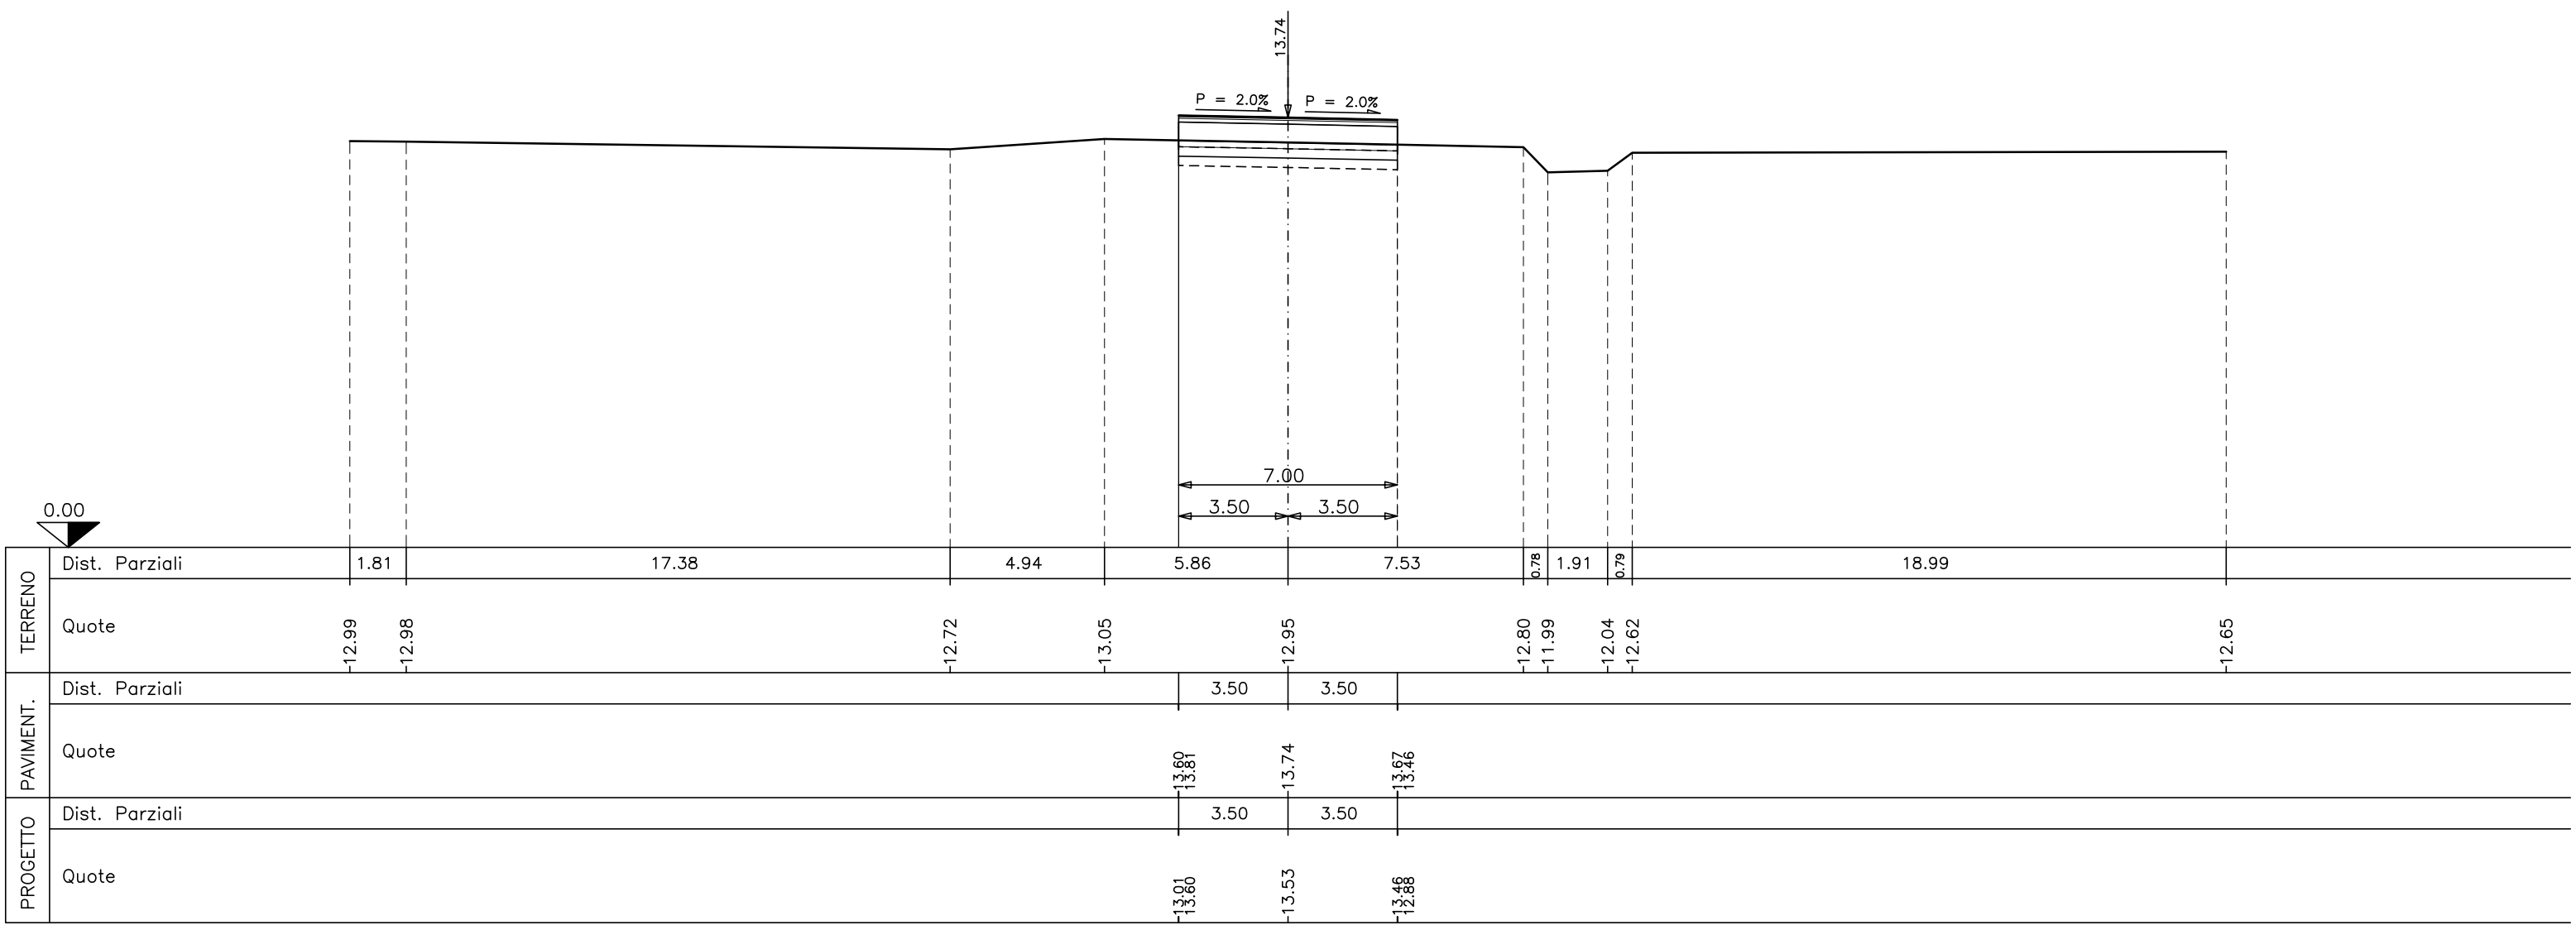 13.74
P = 2.0% P = 2.0%
7.00
3.50 3.50
0.00
TERRENO
Dist. Parziali 1.81 17.38 4.94 5.86 7.53 0.78 1.91 0.79 18.99
Quote 12.99 12.98 12.72 13.05 12.95 12.80 11.99 12.04 12.62 12.65
PAVIMENT.
Dist. Parziali 3.50 3.50
Quote 13.60 13.81 13.74 13.67 13.46
PROGETTO
Dist. Parziali 3.50 3.50
Quote 13.01 13.60 13.53 13.46 12.88